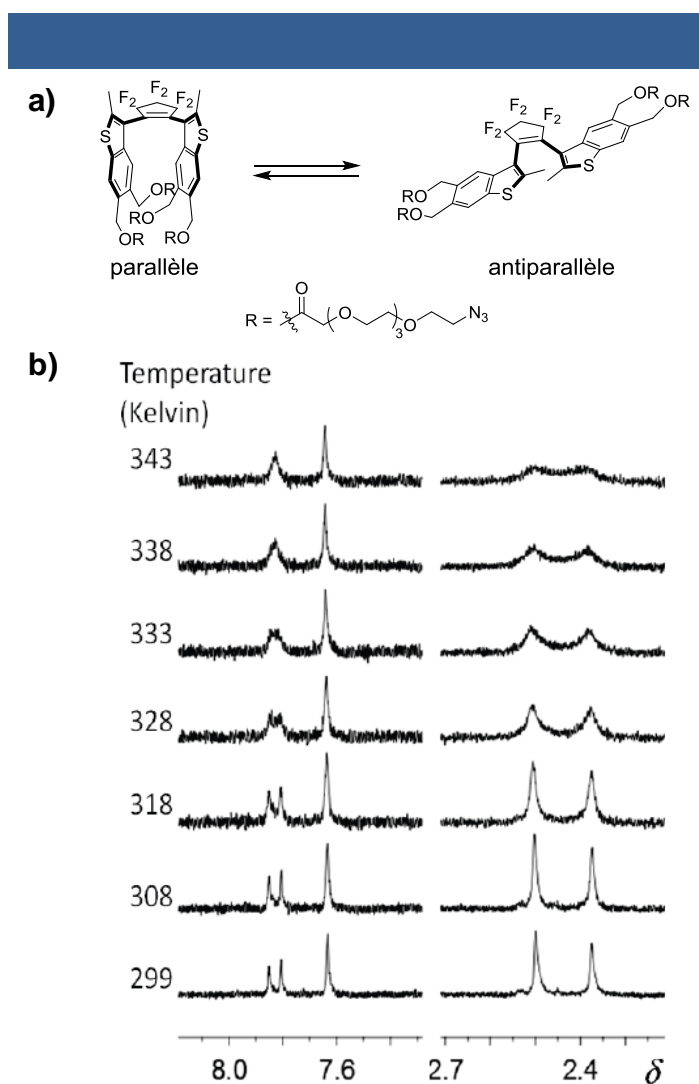 a)
F2
F2 F2
S
S
OR
RO
RO
OR
parallèle
F2
F2
F2
OR
OR
S
S
RO
RO
antiparallèle
R =
O
O
3
O
N3
b)
Temperature
(Kelvin)
343
338
333
328
318
308
299
8.0 7.6 2.7 2.4 δ